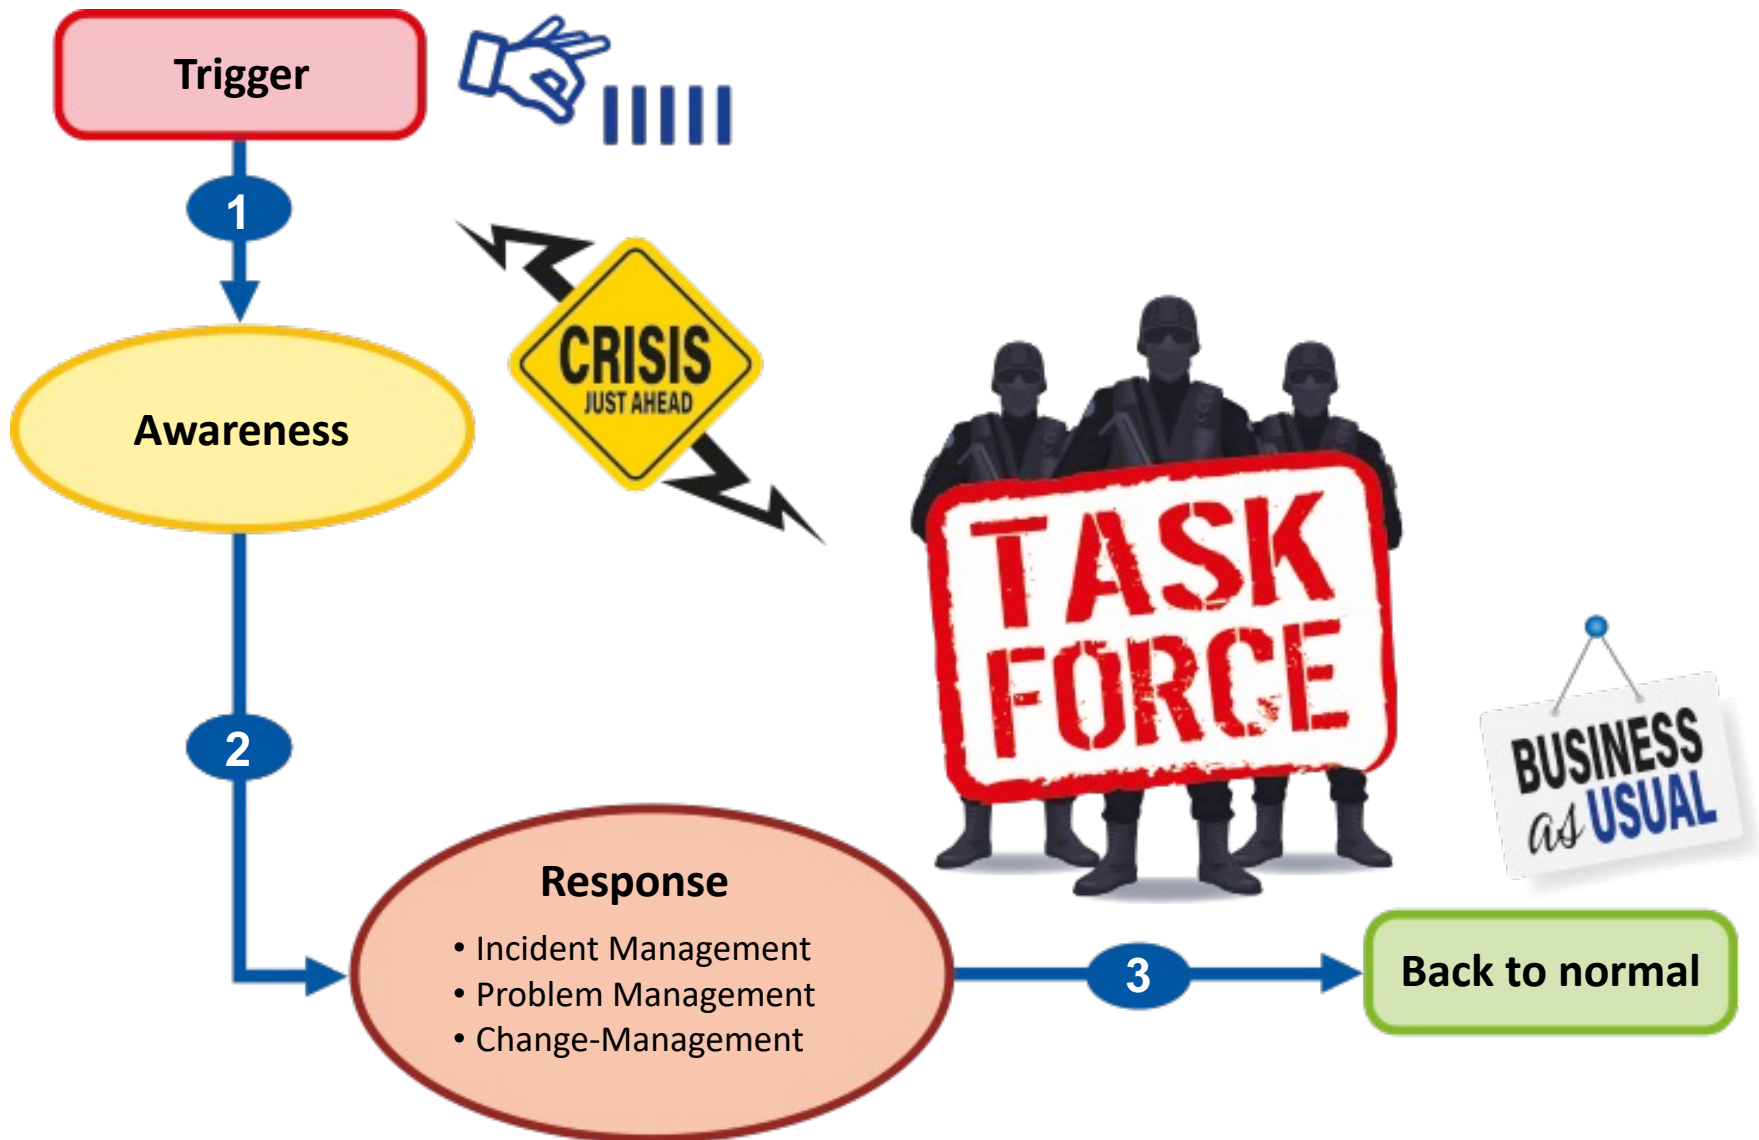 Trigger
1
CRISIS
JUST AHEAD
Awareness
TASK
FORCE
2
BUSINESS
as USUAL
Response
• Incident Management
• Problem Management
• Change-Management
3
Back to normal